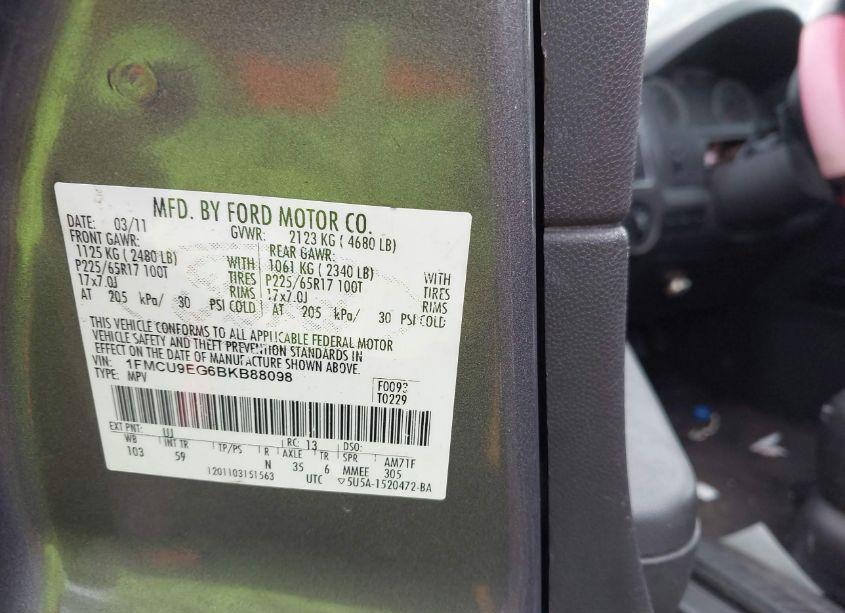 MFD. BY FORD MOTOR CO.
DATE: 03/11 GVWR: 2123 KG ( 4680 LB)
FRONT GAWR: REAR GAWR:
1125 KG ( 2480 LB) WITH 1061 KG ( 2340 LB) WITH
P225/65R17 100T TIRES P225/65R17 100T TIRES
17x7.0J RIMS 17x7.0J RIMS
AT 205 kPa/ 30 PSI COLD AT 205 kPa/ 30 PSI COLD
THIS VEHICLE CONFORMS TO ALL APPLICABLE FEDERAL MOTOR
VEHICLE SAFETY AND THEFT PREVENTION STANDARDS IN
EFFECT ON THE DATE OF MANUFACTURE SHOWN ABOVE.
VIN: 1FMCU9EG6BKB88098 F0093
TYPE: MPV T0229
EXT PNT: UJ RC: 13 DSO:
WB INT TR TP/PS R AXLE TR SPR AM71F
103 59 N 35 6 MMEE 305
1201103151563 UTC ▽5U5A-1520472-BA